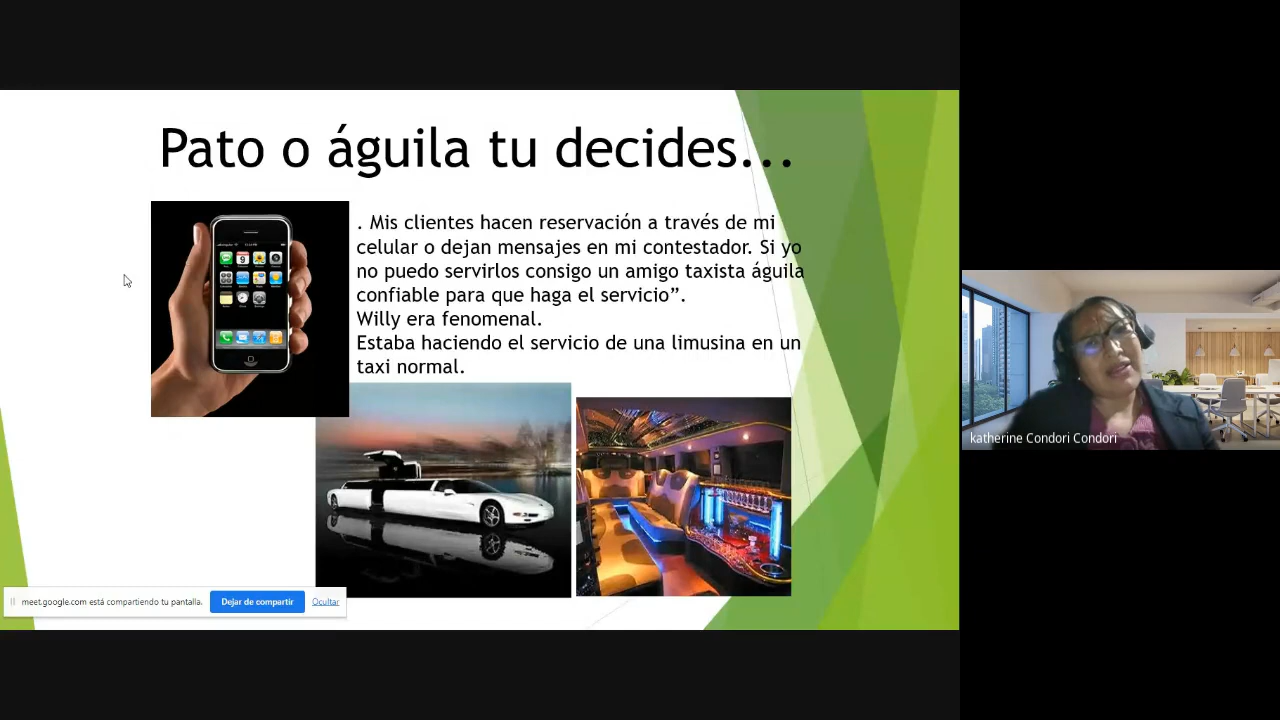 Pato o águila tu decides...
. Mis clientes hacen reservación a través de mi
celular o dejan mensajes en mi contestador. Si yo
no puedo servirlos consigo un amigo taxista águila
confiable para que haga el servicio”.
Willy era fenomenal.
Estaba haciendo el servicio de una limusina en un
taxi normal.
katherine Condori Condori
meet.google.com está compartiendo tu pantalla.
Dejar de compartir
Ocultar